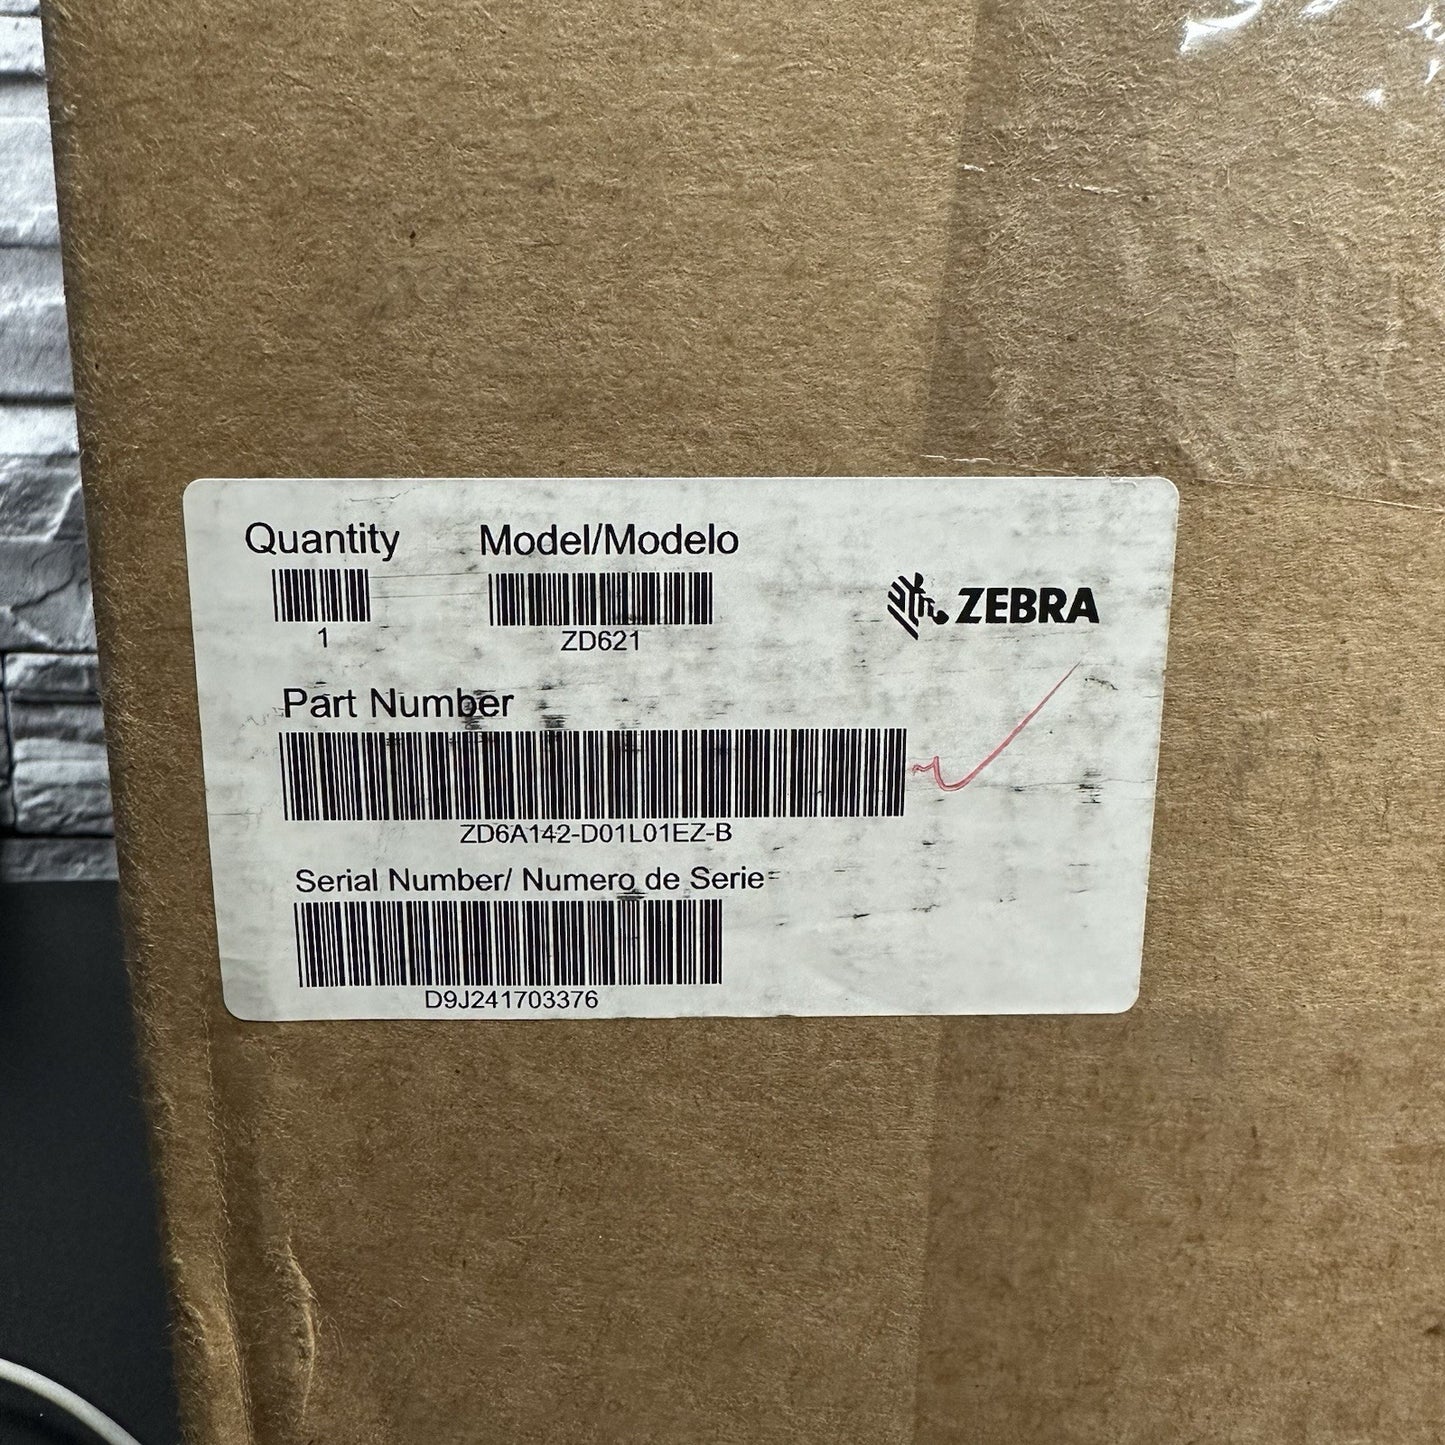 Quantity Model/Modelo
1 ZD621
ZEBRA
Part Number
ZD6A142-D01L01EZ-B
Serial Number/ Numero de Serie
D9J241703376